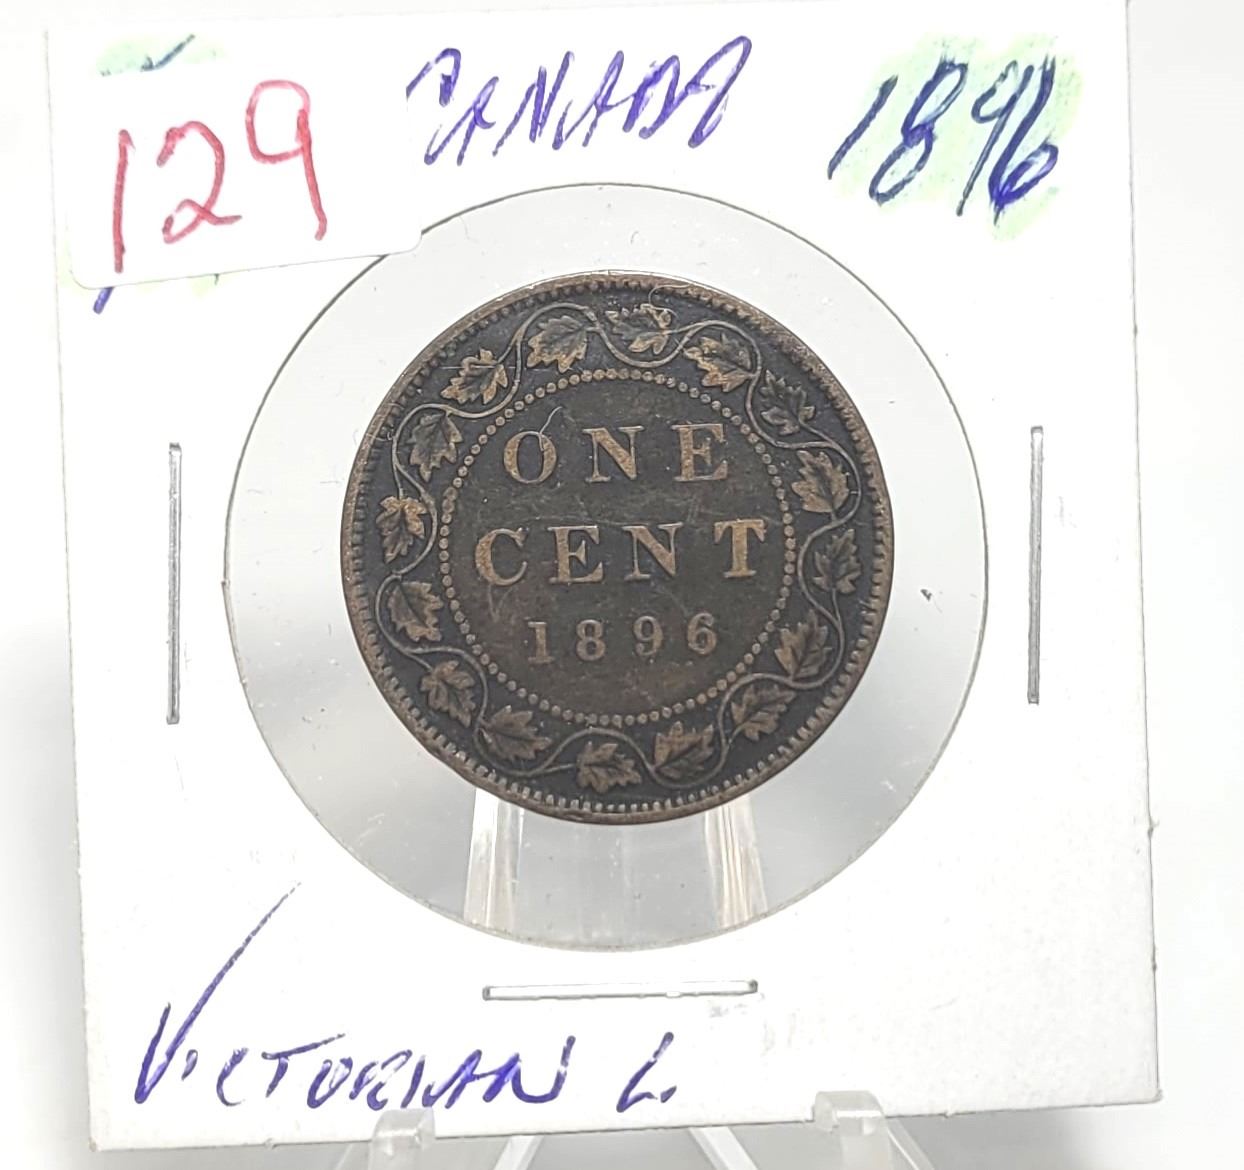 129
CANADA 1896
ONE
CENT
1896
VICTORIAN L.